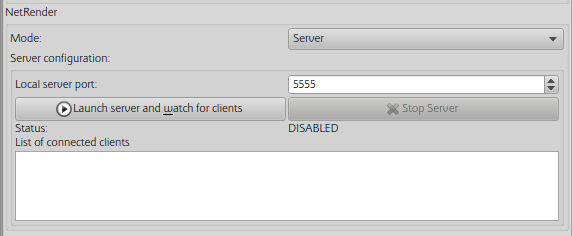 NetRender
Mode: Server
Server configuration:
Local server port: 5555
Launch server and watch for clients Stop Server
Status: DISABLED
List of connected clients